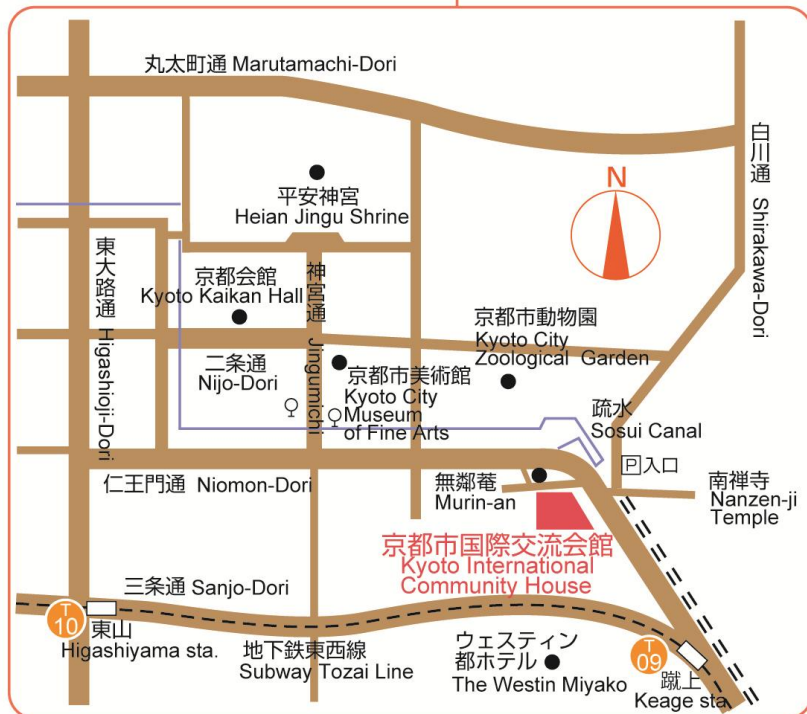 丸太町通 Marutamachi-Dori
白川通 Shirakawa-Dori
N
平安神宮
Heian Jingu Shrine
東大路通 Higashioji-Dori
京都会館
Kyoto Kaikan Hall
神宮通 Jingumichi
京都市動物園
Kyoto City
Zoological Garden
二条通
Nijo-Dori
京都市美術館
Kyoto City
Museum
of Fine Arts
疏水
Sosui Canal
P入口
仁王門通 Niomon-Dori
無鄰菴
Murin-an
南禅寺
Nanzen-ji
Temple
京都市国際交流会館
Kyoto International
Community House
三条通 Sanjo-Dori
T
10
東山
Higashiyama sta.
地下鉄東西線
Subway Tozai Line
ウェスティン
都ホテル
The Westin Miyako
T
09
蹴上
Keage sta